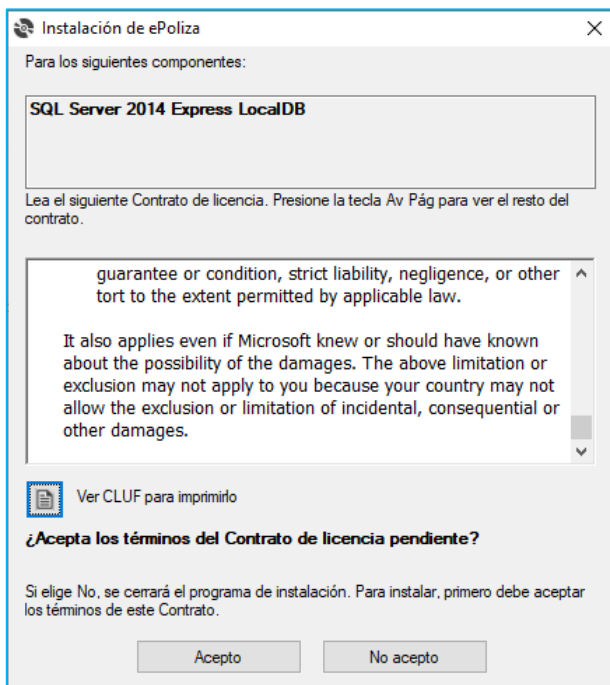 Instalación de ePoliza
Para los siguientes componentes:
SQL Server 2014 Express LocalDB
Lea el siguiente Contrato de licencia. Presione la tecla Av Pág para ver el resto del
contrato.
guarantee or condition, strict liability, negligence, or other
tort to the extent permitted by applicable law.
It also applies even if Microsoft knew or should have known
about the possibility of the damages. The above limitation or
exclusion may not apply to you because your country may not
allow the exclusion or limitation of incidental, consequential or
other damages.
Ver CLUF para imprimirlo
¿Acepta los términos del Contrato de licencia pendiente?
Si elige No, se cerrará el programa de instalación. Para instalar, primero debe aceptar
los términos de este Contrato.
Acepto
No acepto